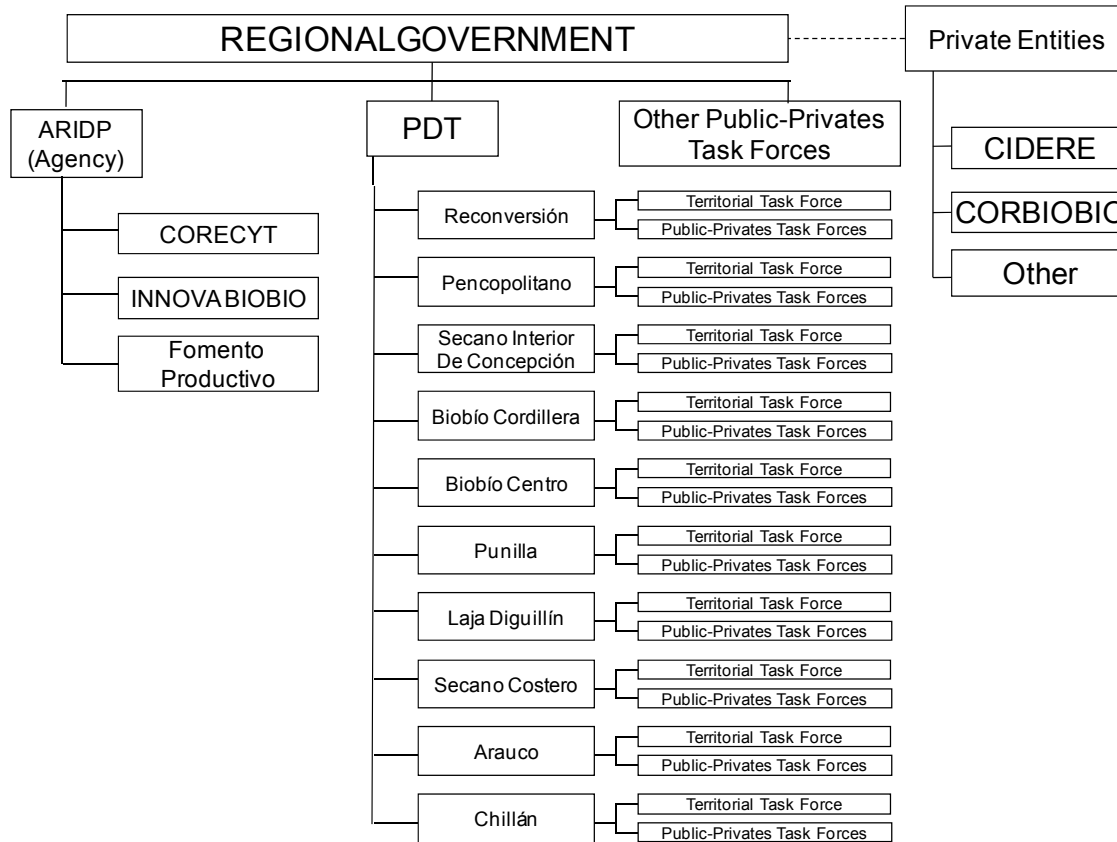 REGIONALGOVERNMENT
Private Entities
ARIDP
(Agency)
PDT
Other Public-Privates
Task Forces
CIDERE
CORBIOBIO
Other
CORECYT
INNOVABIOBIO
Fomento
Productivo
Reconversión
Territorial Task Force
Public-Privates Task Forces
Pencopolitano
Territorial Task Force
Public-Privates Task Forces
Secano Interior
De Concepción
Territorial Task Force
Public-Privates Task Forces
Biobío Cordillera
Territorial Task Force
Public-Privates Task Forces
Biobío Centro
Territorial Task Force
Public-Privates Task Forces
Punilla
Territorial Task Force
Public-Privates Task Forces
Laja Diguillín
Territorial Task Force
Public-Privates Task Forces
Secano Costero
Territorial Task Force
Public-Privates Task Forces
Arauco
Territorial Task Force
Public-Privates Task Forces
Chillán
Territorial Task Force
Public-Privates Task Forces